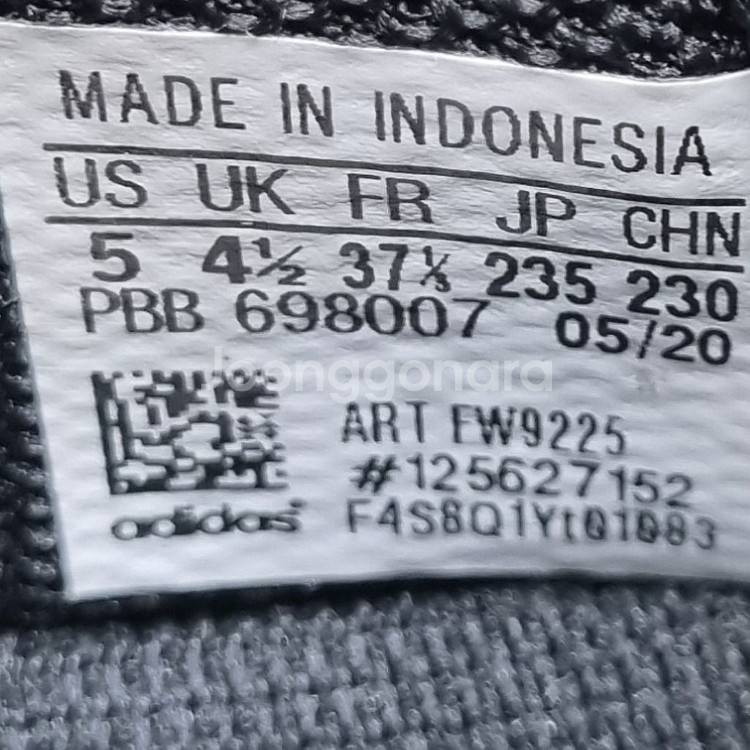 MADE IN INDONESIA
US UK FR JP CHN
5 4½ 37⅓ 235 230
PBB 698007 05/20
joonggonara
ART FW9225
#125627152
adidas
F4S8Q1Yt01083